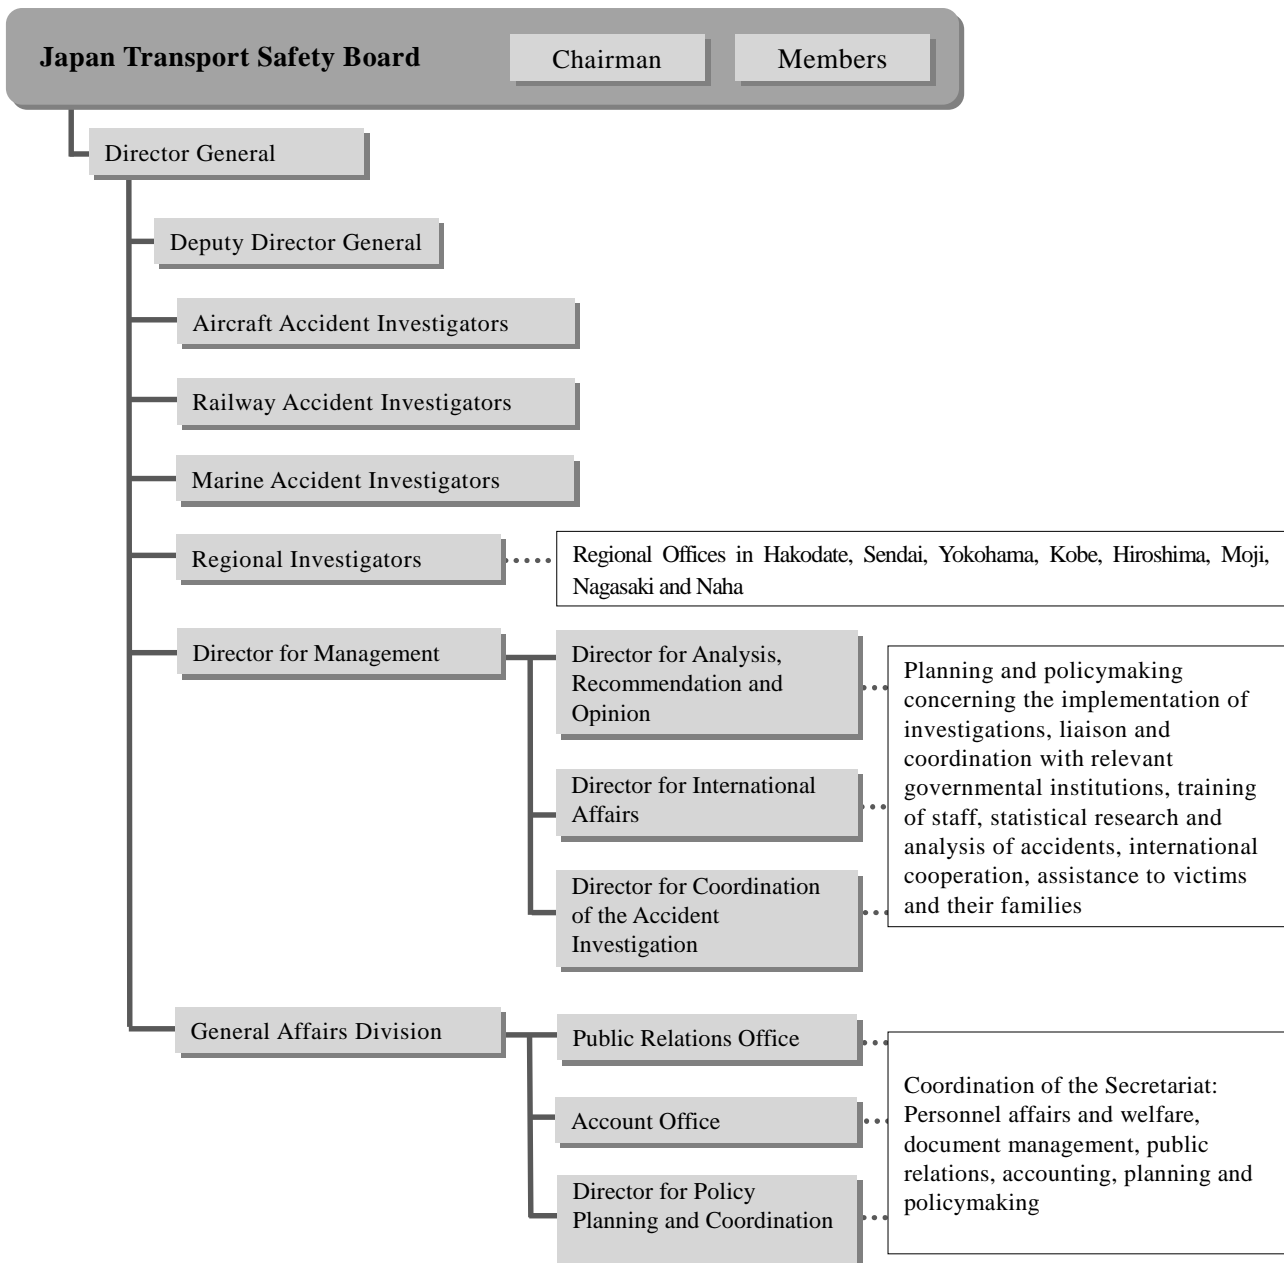 Japan Transport Safety Board
Chairman
Members
Director General
Deputy Director General
Aircraft Accident Investigators
Railway Accident Investigators
Marine Accident Investigators
Regional Investigators
Regional Offices in Hakodate, Sendai, Yokohama, Kobe, Hiroshima, Moji,
Nagasaki and Naha
Director for Management
Director for Analysis,
Recommendation and
Opinion
Director for International
Affairs
Director for Coordination
of the Accident
Investigation
Planning and policymaking
concerning the implementation of
investigations, liaison and
coordination with relevant
governmental institutions, training
of staff, statistical research and
analysis of accidents, international
cooperation, assistance to victims
and their families
General Affairs Division
Public Relations Office
Account Office
Director for Policy
Planning and Coordination
Coordination of the Secretariat:
Personnel affairs and welfare,
document management, public
relations, accounting, planning and
policymaking